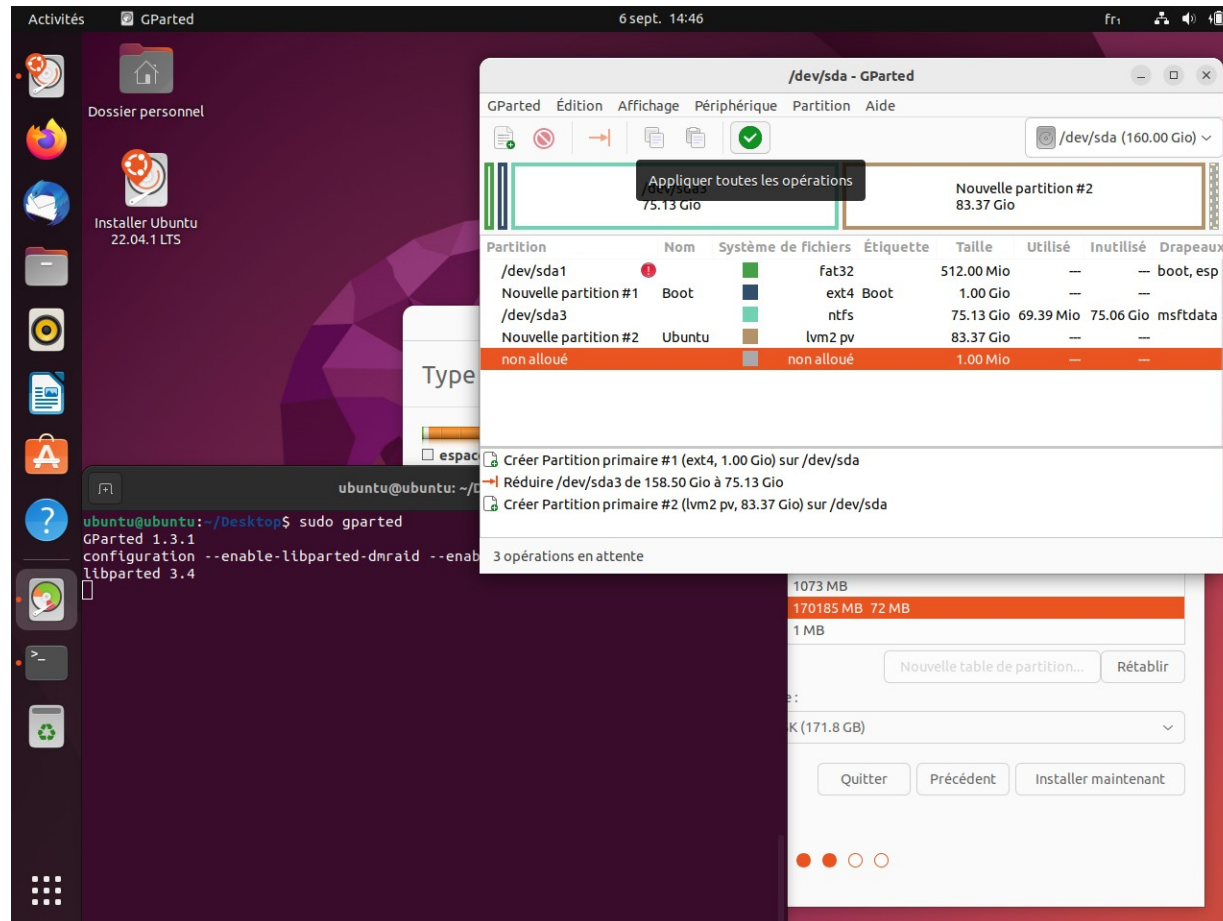 Activités GParted 6 sept. 14:46 fr₁
Dossier personnel
Installer Ubuntu
22.04.1 LTS
/dev/sda - GParted
GParted Édition Affichage Périphérique Partition Aide
/dev/sda (160.00 Gio)
Appliquer toutes les opérations
/dev/sda3
75.13 Gio
Nouvelle partition #2
83.37 Gio
Partition Nom Système de fichiers Étiquette Taille Utilisé Inutilisé Drapeaux
/dev/sda1 fat32 512.00 Mio --- --- boot, esp
Nouvelle partition #1 Boot ext4 Boot 1.00 Gio --- ---
/dev/sda3 ntfs 75.13 Gio 69.39 Mio 75.06 Gio msftdata
Nouvelle partition #2 Ubuntu lvm2 pv 83.37 Gio --- ---
non alloué non alloué 1.00 Mio --- ---
Créer Partition primaire #1 (ext4, 1.00 Gio) sur /dev/sda
Réduire /dev/sda3 de 158.50 Gio à 75.13 Gio
Créer Partition primaire #2 (lvm2 pv, 83.37 Gio) sur /dev/sda
3 opérations en attente
Type
espac
ubuntu@ubuntu: ~/D
ubuntu@ubuntu:~/Desktop$ sudo gparted
GParted 1.3.1
configuration --enable-libparted-dmraid --enab
libparted 3.4
1073 MB
170185 MB 72 MB
1 MB
Nouvelle table de partition... Rétablir
e :
K (171.8 GB)
Quitter Précédent Installer maintenant